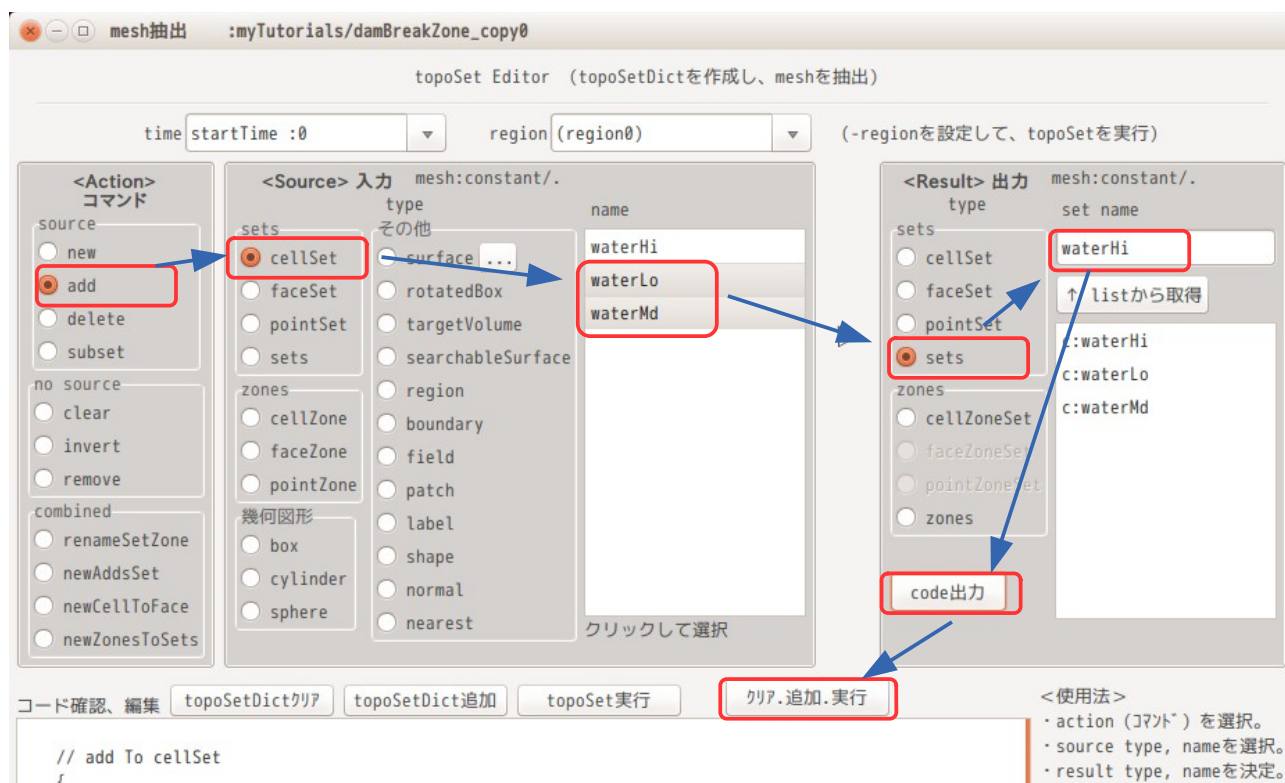 mesh抽出 :myTutorials/damBreakZone_copy0
topoSet Editor (topoSetDictを作成し、meshを抽出)
time startTime :0 region (region0) (-regionを設定して、topoSetを実行)
<Action>
コマンド
source
new
add
delete
subset
no source
clear
invert
remove
combined
renameSetZone
newAddsSet
newCellToFace
newZonesToSets
<Source> 入力 mesh:constant/.
type
sets
cellSet
faceSet
pointSet
sets
zones
cellZone
faceZone
pointZone
幾何図形
box
cylinder
sphere
その他
surface ...
rotatedBox
targetVolume
searchableSurface
region
boundary
field
patch
label
shape
normal
nearest
name
waterHi
waterLo
waterMd
クリックして選択
<Result> 出力 mesh:constant/.
type
sets
cellSet
faceSet
pointSet
sets
zones
cellZoneSet
faceZoneSet
pointZoneSet
zones
code出力
set name
waterHi
↑ listから取得
c:waterHi
c:waterLo
c:waterMd
コード確認、編集 topoSetDictｸﾘｱ topoSetDict追加 topoSet実行 ｸﾘｱ.追加.実行
// add To cellSet
{
<使用法>
・action (ｺﾏﾝﾄﾞ) を選択。
・source type, nameを選択。
・result type, nameを決定。